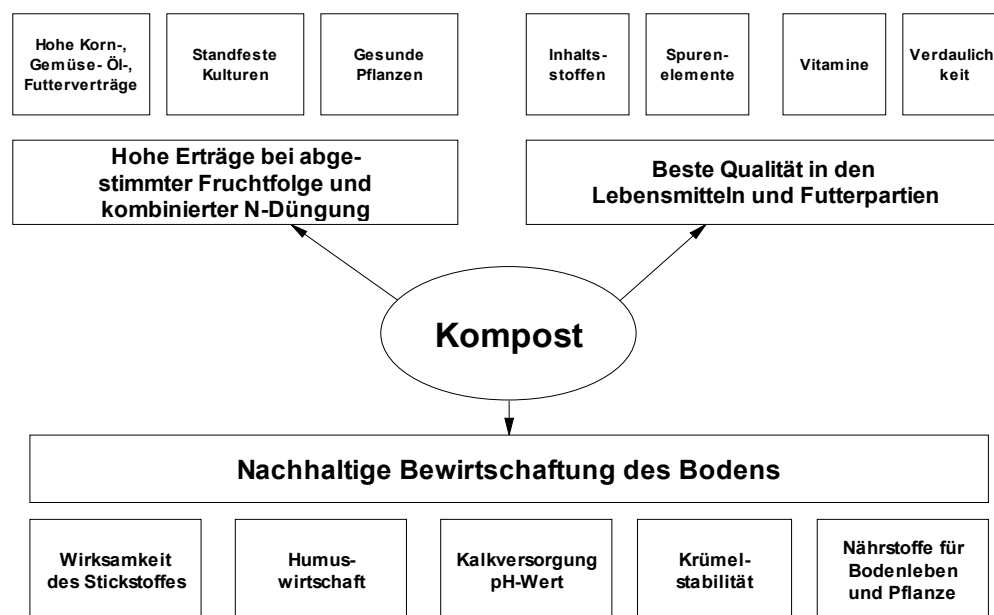 Hohe Korn-,
Gemüse- Öl-,
Futterverträge
Standfeste
Kulturen
Gesunde
Pflanzen
Inhalts-
stoffen
Spuren-
elemente
Vitamine
Verdaulich
keit
Hohe Erträge bei abge-
stimmter Fruchtfolge und
kombinierter N-Düngung
Beste Qualität in den
Lebensmitteln und Futterpartien
Kompost
Nachhaltige Bewirtschaftung des Bodens
Wirksamkeit
des Stickstoffes
Humus-
wirtschaft
Kalkversorgung
pH-Wert
Krümel-
stabilität
Nährstoffe für
Bodenleben
und Pflanze